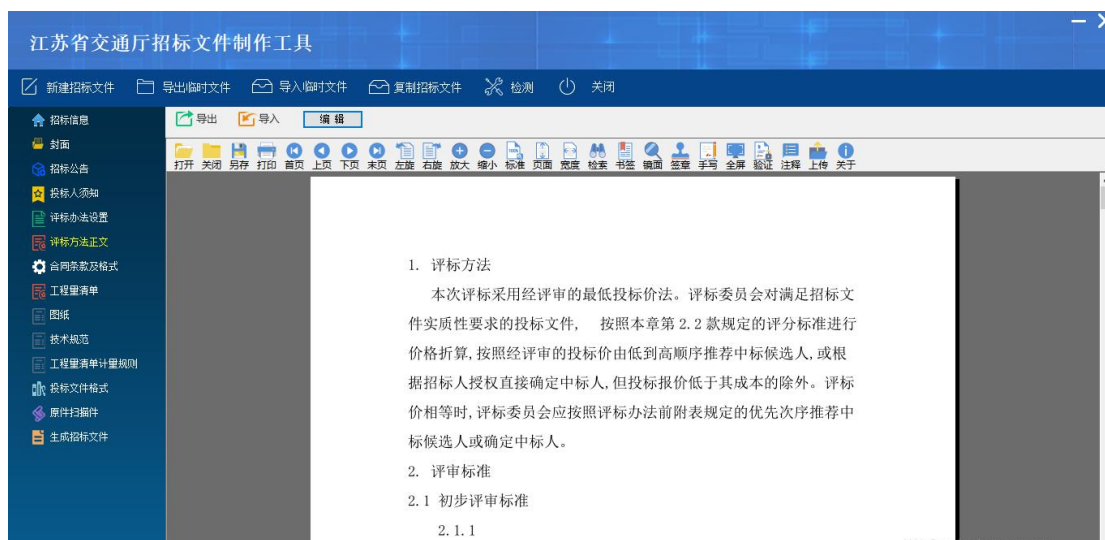 江苏省交通厅招标文件制作工具
新建招标文件 导出临时文件 导入临时文件 复制招标文件 检测 关闭
招标信息
封面
招标公告
投标人须知
评标办法设置
评标方法正文
合同条款及格式
工程量清单
图纸
技术规范
工程量清单计量规则
投标文件格式
原件扫描件
生成招标文件
导出 导入 编辑
打开 关闭 另存 打印 首页 上页 下页 末页 左旋 右旋 放大 缩小 标准 页面 宽度 检索 书签 镜面 签章 手写 全屏 验证 注释 上传 关于
1. 评标方法
本次评标采用经评审的最低投标价法。评标委员会对满足招标文
件实质性要求的投标文件, 按照本章第 2.2 款规定的评分标准进行
价格折算,按照经评审的投标价由低到高顺序推荐中标候选人,或根
据招标人授权直接确定中标人,但投标报价低于其成本的除外。评标
价相等时,评标委员会应按照评标办法前附表规定的优先次序推荐中
标候选人或确定中标人。
2. 评审标准
2.1 初步评审标准
2.1.1